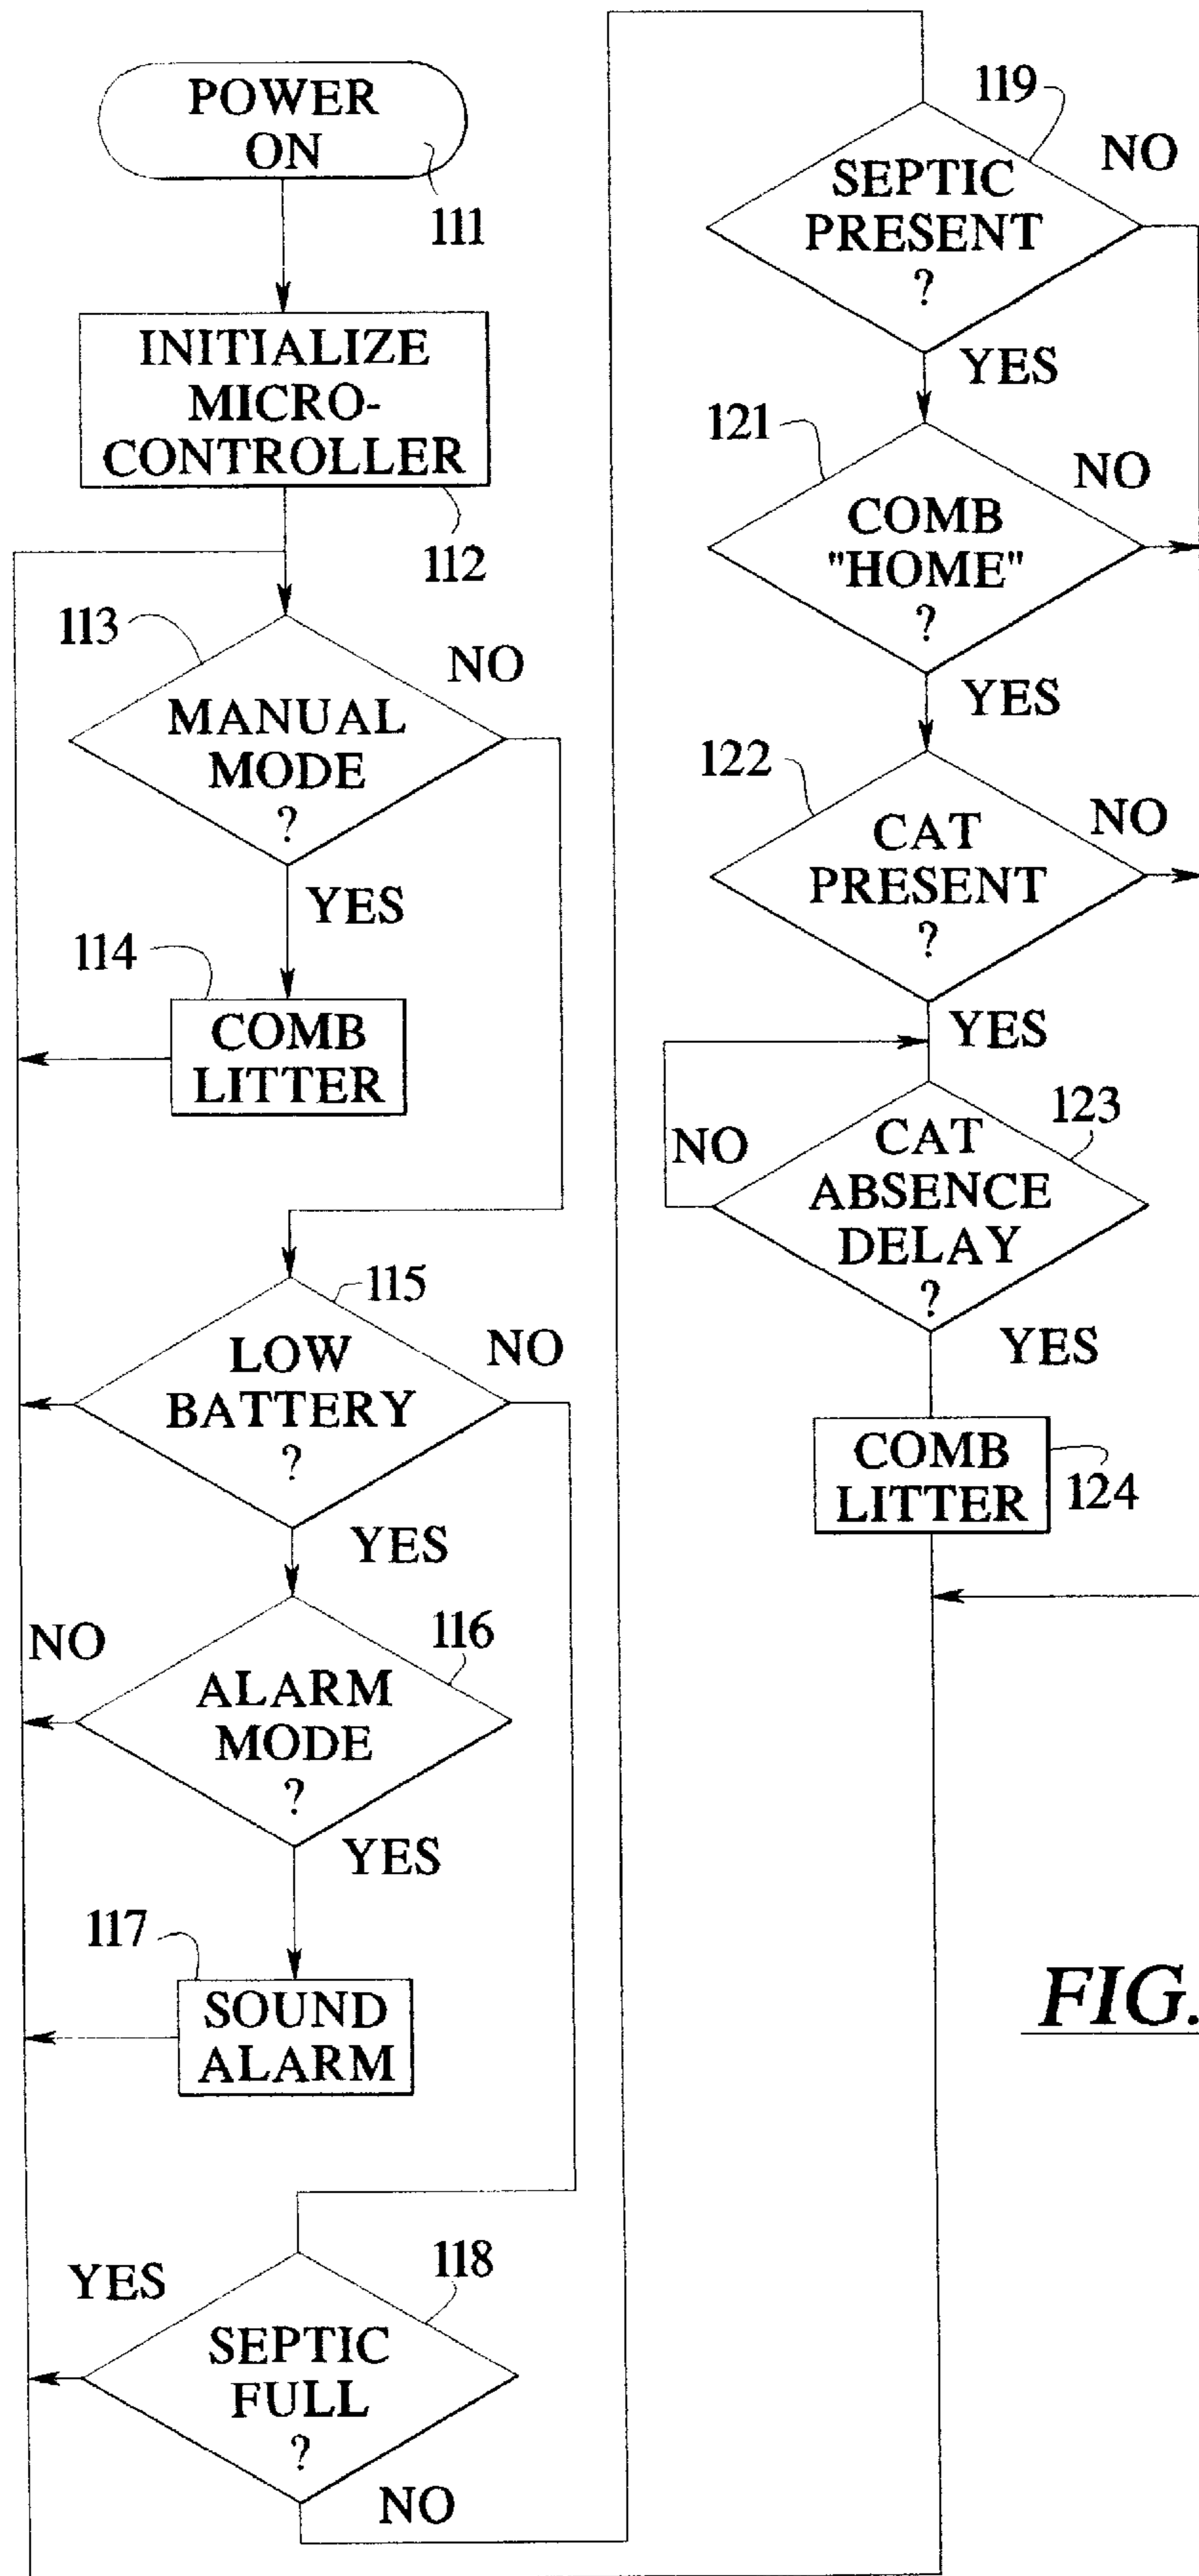 POWER
ON
111
INITIALIZE
MICRO-
CONTROLLER
112
113
NO
MANUAL
MODE
?
YES
114
COMB
LITTER
115
LOW
BATTERY
?
NO
YES
NO
116
ALARM
MODE
?
YES
117
SOUND
ALARM
YES
118
SEPTIC
FULL
?
NO
119
NO
SEPTIC
PRESENT
?
YES
121
NO
COMB
"HOME"
?
YES
122
NO
CAT
PRESENT
?
YES
NO
123
CAT
ABSENCE
DELAY
?
YES
COMB
LITTER
124
FIG.